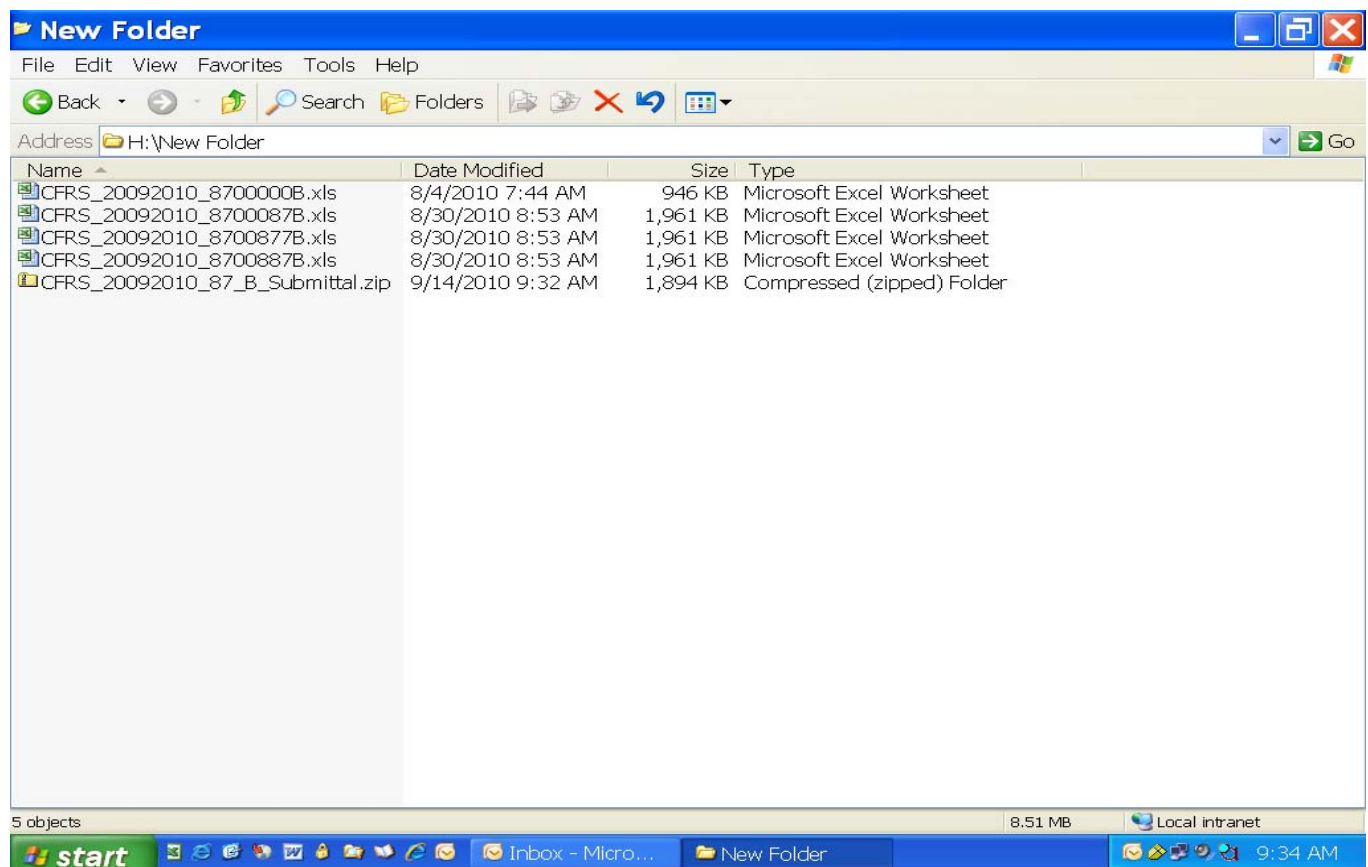 New Folder
File Edit View Favorites Tools Help
Back Search Folders
Address H:\New Folder Go
Name Date Modified Size Type
CFRS_20092010_8700000B.xls 8/4/2010 7:44 AM 946 KB Microsoft Excel Worksheet
CFRS_20092010_8700087B.xls 8/30/2010 8:53 AM 1,961 KB Microsoft Excel Worksheet
CFRS_20092010_8700877B.xls 8/30/2010 8:53 AM 1,961 KB Microsoft Excel Worksheet
CFRS_20092010_8700887B.xls 8/30/2010 8:53 AM 1,961 KB Microsoft Excel Worksheet
CFRS_20092010_87_B_Submittal.zip 9/14/2010 9:32 AM 1,894 KB Compressed (zipped) Folder
5 objects 8.51 MB Local intranet
start Inbox - Micro... New Folder 9:34 AM